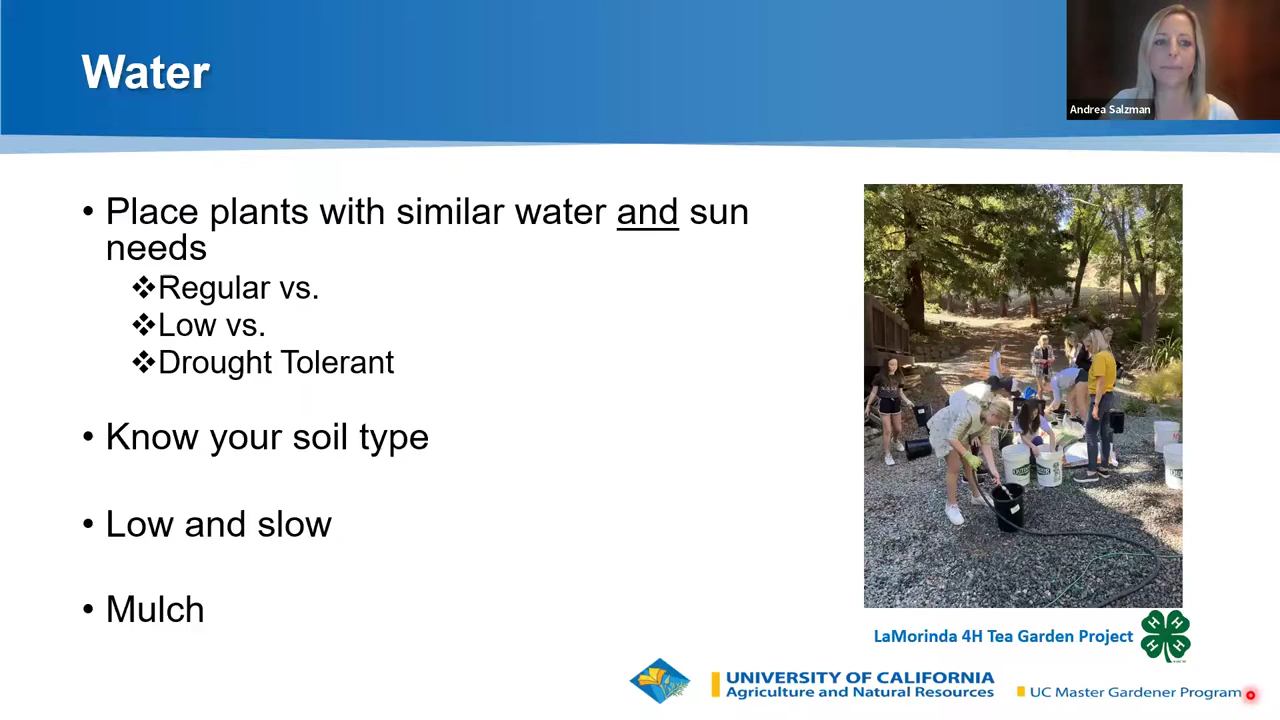 Water
Andrea Salzman
• Place plants with similar water and sun
needs
❖Regular vs.
❖Low vs.
❖Drought Tolerant
• Know your soil type
• Low and slow
• Mulch
LaMorinda 4H Tea Garden Project
H H
H H
UNIVERSITY OF CALIFORNIA
Agriculture and Natural Resources
UC Master Gardener Program